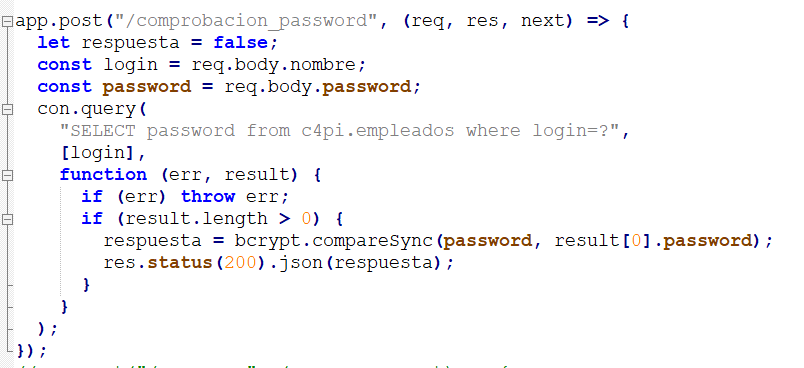 app.post("/comprobacion_password", (req, res, next) => {
  let respuesta = false;
  const login = req.body.nombre;
  const password = req.body.password;
  con.query(
    "SELECT password from c4pi.empleados where login=?",
    [login],
    function (err, result) {
      if (err) throw err;
      if (result.length > 0) {
        respuesta = bcrypt.compareSync(password, result[0].password);
        res.status(200).json(respuesta);
      }
    }
  );
});